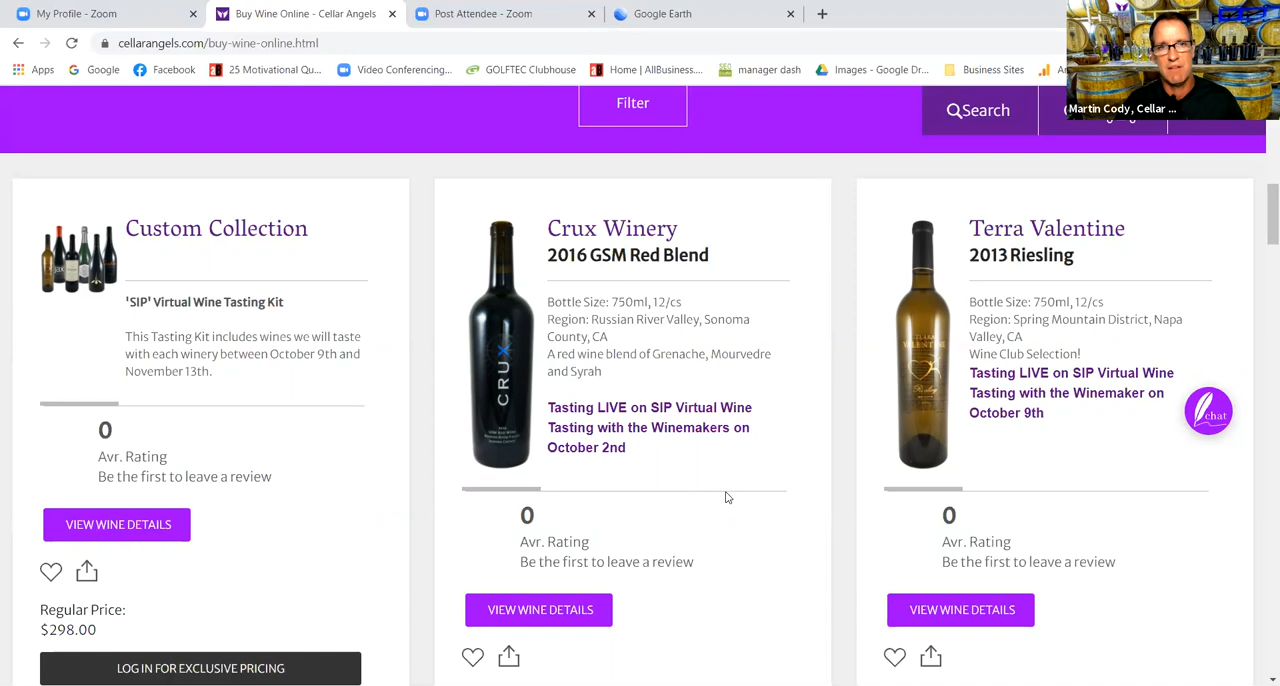 My Profile - Zoom
Buy Wine Online - Cellar Angels
Post Attendee - Zoom
Google Earth
cellarangels.com/buy-wine-online.html
Apps
Google
Facebook
25 Motivational Qu...
Video Conferencing...
GOLFTEC Clubhouse
Home | AllBusiness....
manager dash
Images - Google Dr...
Business Sites
Martin Cody, Cellar ...
Filter
Search
Custom Collection
'SIP' Virtual Wine Tasting Kit
This Tasting Kit includes wines we will taste
with each winery between October 9th and
November 13th.
0
Avr. Rating
Be the first to leave a review
VIEW WINE DETAILS
Regular Price:
$298.00
LOG IN FOR EXCLUSIVE PRICING
CRUX
Crux Winery
2016 GSM Red Blend
Bottle Size: 750ml, 12/cs
Region: Russian River Valley, Sonoma
County, CA
A red wine blend of Grenache, Mourvedre
and Syrah
Tasting LIVE on SIP Virtual Wine
Tasting with the Winemakers on
October 2nd
0
Avr. Rating
Be the first to leave a review
VIEW WINE DETAILS
Terra Valentine
2013 Riesling
Bottle Size: 750ml, 12/cs
Region: Spring Mountain District, Napa
Valley, CA
Wine Club Selection!
Tasting LIVE on SIP Virtual Wine
Tasting with the Winemaker on
October 9th
0
Avr. Rating
Be the first to leave a review
VIEW WINE DETAILS
chat